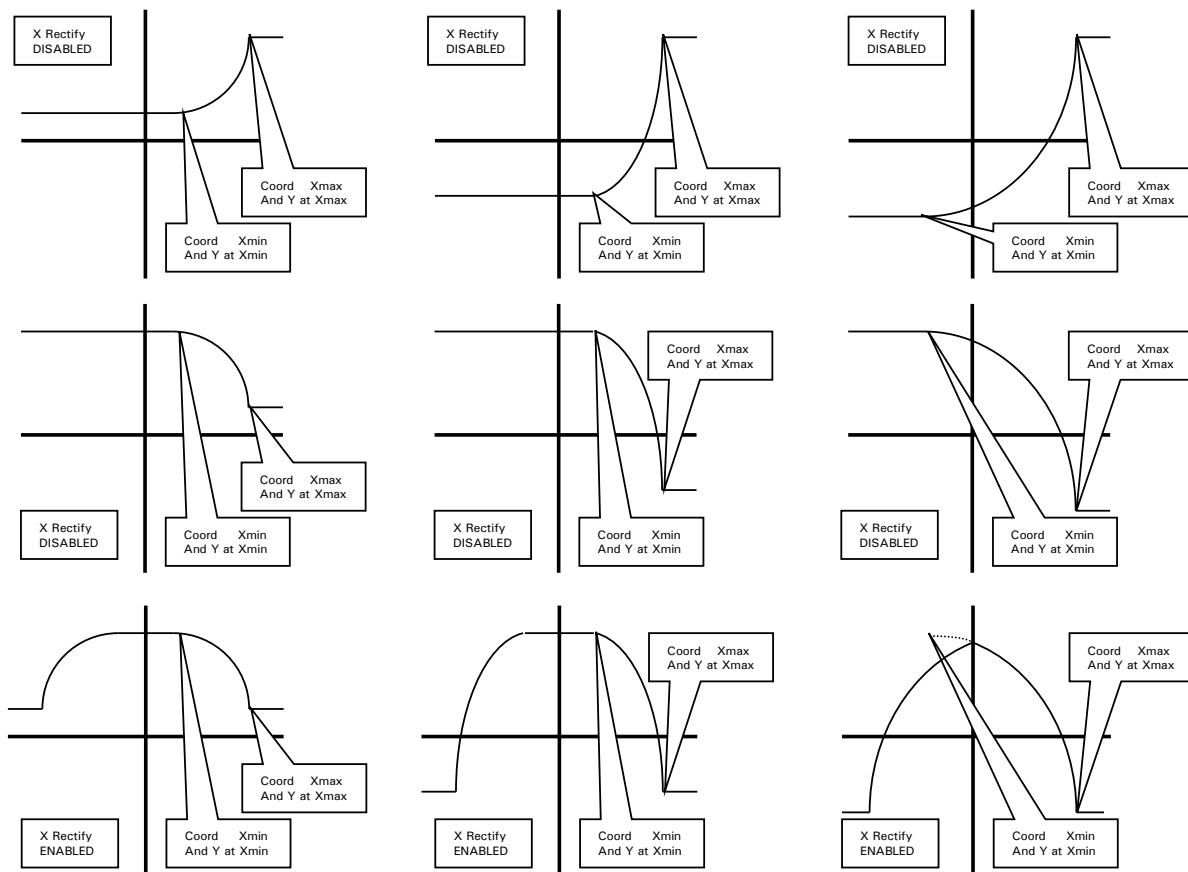 X Rectify
DISABLED
Coord Xmax
And Y at Xmax
Coord Xmin
And Y at Xmin
X Rectify
DISABLED
Coord Xmax
And Y at Xmax
Coord Xmin
And Y at Xmin
X Rectify
DISABLED
Coord Xmax
And Y at Xmax
Coord Xmin
And Y at Xmin
Coord Xmax
And Y at Xmax
X Rectify
DISABLED
Coord Xmin
And Y at Xmin
Coord Xmax
And Y at Xmax
X Rectify
DISABLED
Coord Xmin
And Y at Xmin
Coord Xmax
And Y at Xmax
X Rectify
DISABLED
Coord Xmin
And Y at Xmin
Coord Xmax
And Y at Xmax
X Rectify
ENABLED
Coord Xmin
And Y at Xmin
Coord Xmax
And Y at Xmax
X Rectify
ENABLED
Coord Xmin
And Y at Xmin
Coord Xmax
And Y at Xmax
X Rectify
ENABLED
Coord Xmin
And Y at Xmin